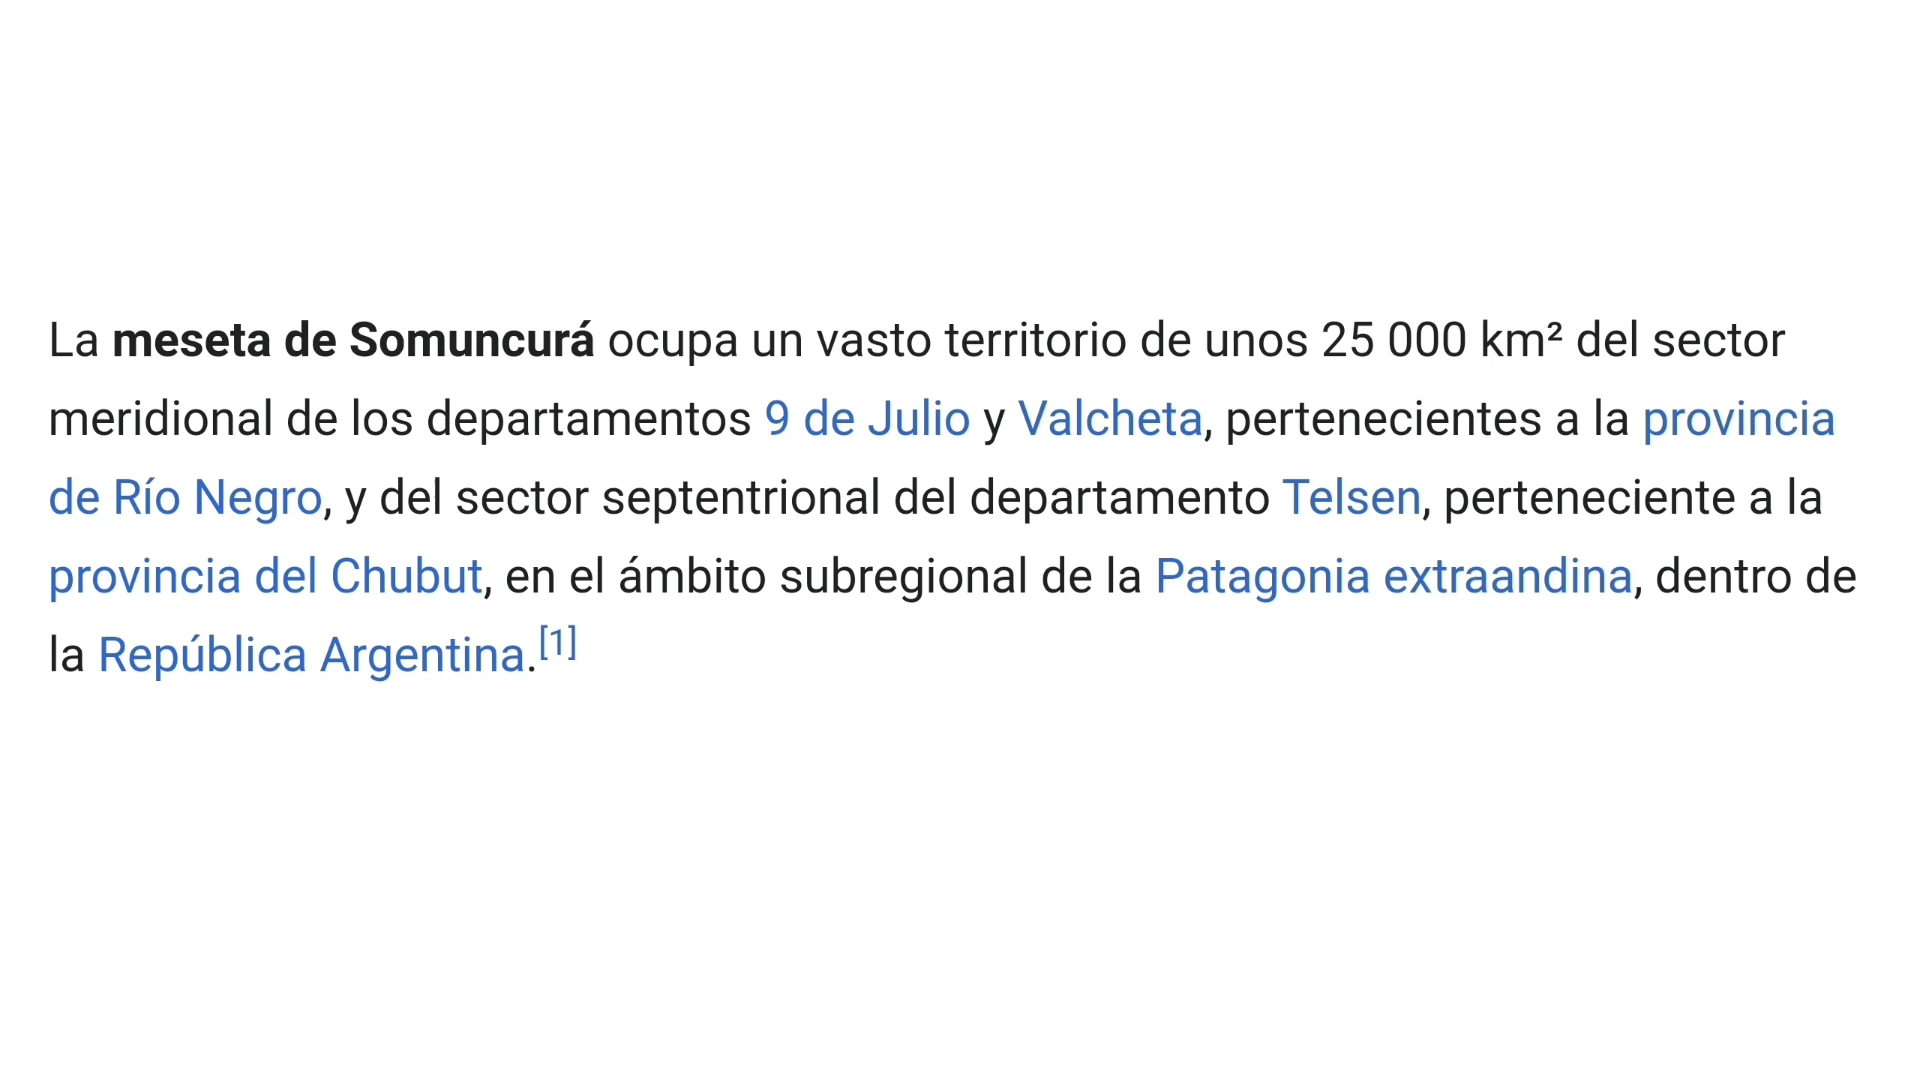 La meseta de Somuncurá ocupa un vasto territorio de unos 25 000 km² del sector
meridional de los departamentos 9 de Julio y Valcheta, pertenecientes a la provincia
de Río Negro, y del sector septentrional del departamento Telsen, perteneciente a la
provincia del Chubut, en el ámbito subregional de la Patagonia extraandina, dentro de
la República Argentina.[1]